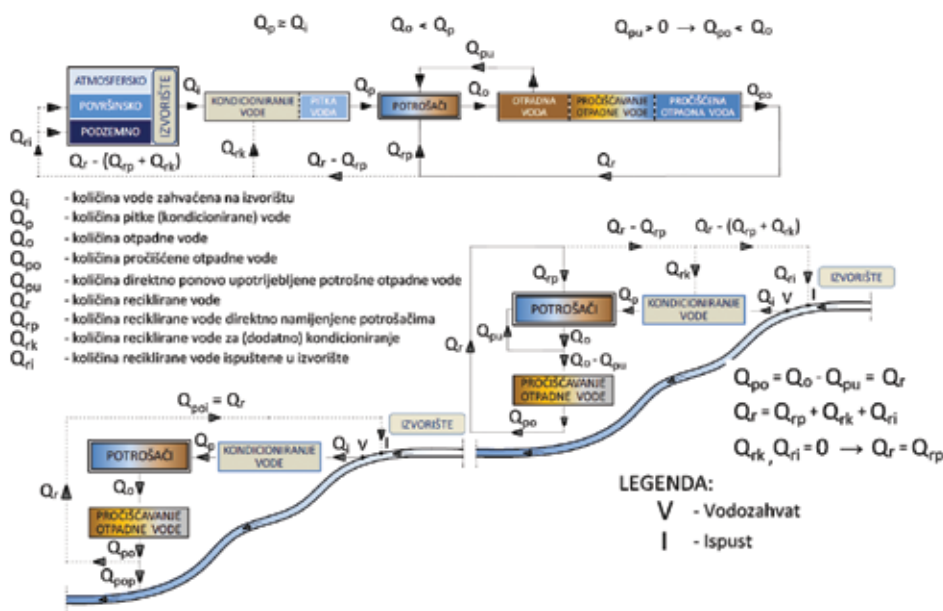 Qp ≅ Qi
Qo < Qp
Qpu > 0 → Qpo < Qo
Qpu
ATMOSFERSKO
POVRŠINSKO
PODZEMNO
IZVORIŠTE
Qi
KONDICIONIRANJE VODE
PITKA VODA
Qp
POTROŠAČI
Qo
OTPADNA VODA
PROČIŠĆAVANJE OTPADNE VODE
PROČIŠĆENA OTPADNA VODA
Qpo
Qri
Qr - (Qrp + Qrk)
Qrk
Qr - Qrp
Qrp
Qr
Qi - količina vode zahvaćena na izvorištu
Qp - količina pitke (kondicionirane) vode
Qo - količina otpadne vode
Qpo - količina pročišćene otpadne vode
Qpu - količina direktno ponovo upotrijebljene potrošne otpadne vode
Qr - količina reciklirane vode
Qrp - količina reciklirane vode direktno namijenjene potrošačima
Qrk - količina reciklirane vode za (dodatno) kondicioniranje
Qri - količina reciklirane vode ispuštene u izvorište
Qr - Qrp
Qr - (Qrp + Qrk)
Qrp
Qrk
Qri
IZVORIŠTE
POTROŠAČI
Qp
KONDICIONIRANJE
VODE
Qi
V
I
Qpu
Qo
Qr
Qo - Qpu
PROČIŠĆAVANJE
OTPADNE VODE
Qpo
Qpo = Qo - Qpu = Qr
Qr = Qrp + Qrk + Qri
Qrk, Qri = 0 → Qr = Qrp
Qpoi = Qr
IZVORIŠTE
POTROŠAČI
Qp
KONDICIONIRANJE
VODE
Qi
V
I
Qr
Qo
PROČIŠĆAVANJE
OTPADNE VODE
Qpo
Qpop
LEGENDA:
V - Vodozahvat
I - Ispust